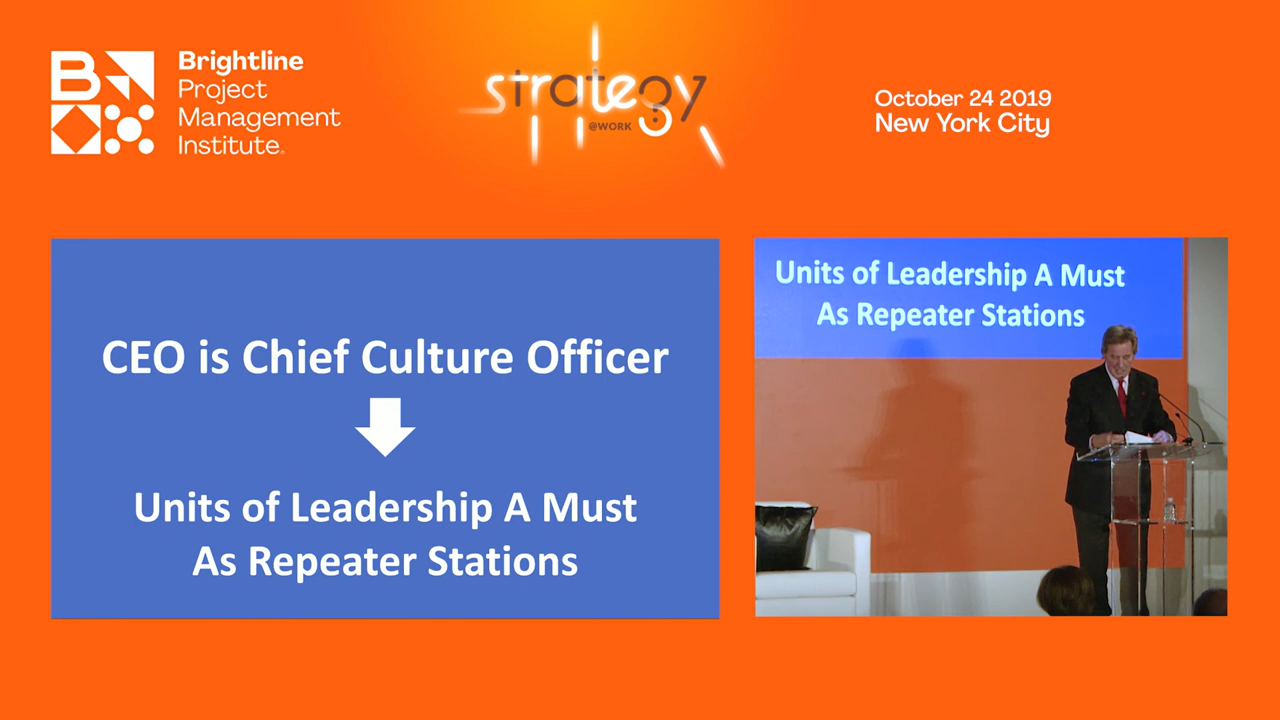 Brightline
Project
Management
Institute.
strategy
@WORK
October 24 2019
New York City
CEO is Chief Culture Officer
Units of Leadership A Must
As Repeater Stations
Units of Leadership A Must
As Repeater Stations